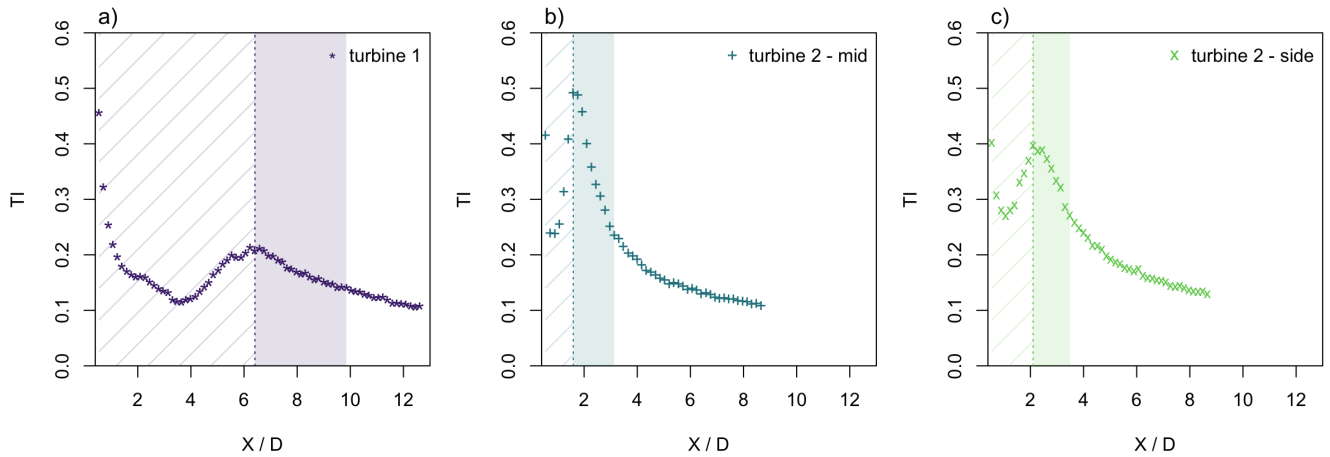 a)
turbine 1
TI
0.0 0.1 0.2 0.3 0.4 0.5 0.6
2 4 6 8 10 12
X / D
b)
turbine 2 - mid
TI
0.0 0.1 0.2 0.3 0.4 0.5 0.6
2 4 6 8 10 12
X / D
c)
turbine 2 - side
TI
0.0 0.1 0.2 0.3 0.4 0.5 0.6
2 4 6 8 10 12
X / D